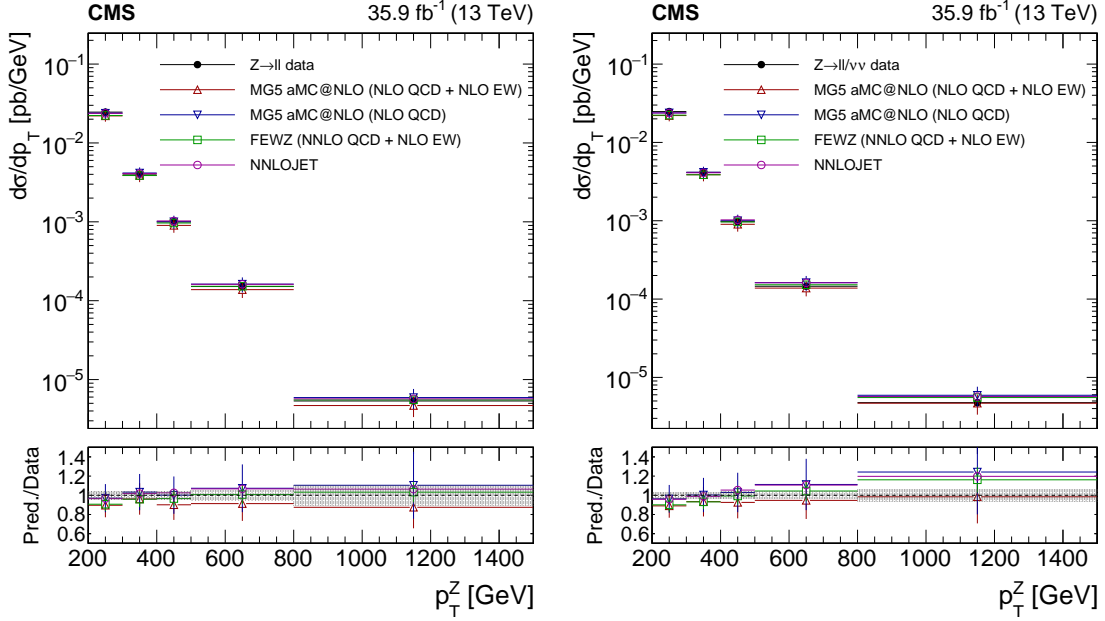 CMS 35.9 fb⁻¹ (13 TeV)
dσ/dp_T [pb/GeV]
10⁻¹
10⁻²
10⁻³
10⁻⁴
10⁻⁵
Z→ll data
MG5 aMC@NLO (NLO QCD + NLO EW)
MG5 aMC@NLO (NLO QCD)
FEWZ (NNLO QCD + NLO EW)
NNLOJET
Pred./Data
1.4
1.2
1
0.8
0.6
200 400 600 800 1000 1200 1400
p_T^Z [GeV]
CMS 35.9 fb⁻¹ (13 TeV)
dσ/dp_T [pb/GeV]
10⁻¹
10⁻²
10⁻³
10⁻⁴
10⁻⁵
Z→ll/νν data
MG5 aMC@NLO (NLO QCD + NLO EW)
MG5 aMC@NLO (NLO QCD)
FEWZ (NNLO QCD + NLO EW)
NNLOJET
Pred./Data
1.4
1.2
1
0.8
0.6
200 400 600 800 1000 1200 1400
p_T^Z [GeV]